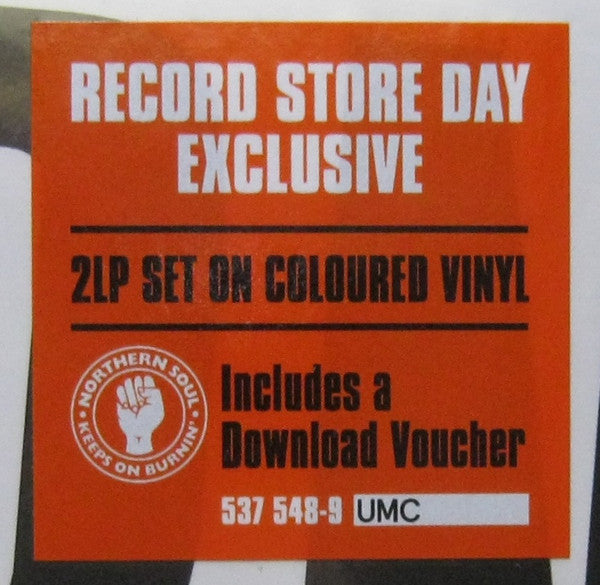 RECORD STORE DAY
EXCLUSIVE
2LP SET ON COLOURED VINYL
· NORTHERN SOUL ·
KEEPS ON BURNIN'
Includes a
Download Voucher
537 548-9 UMC